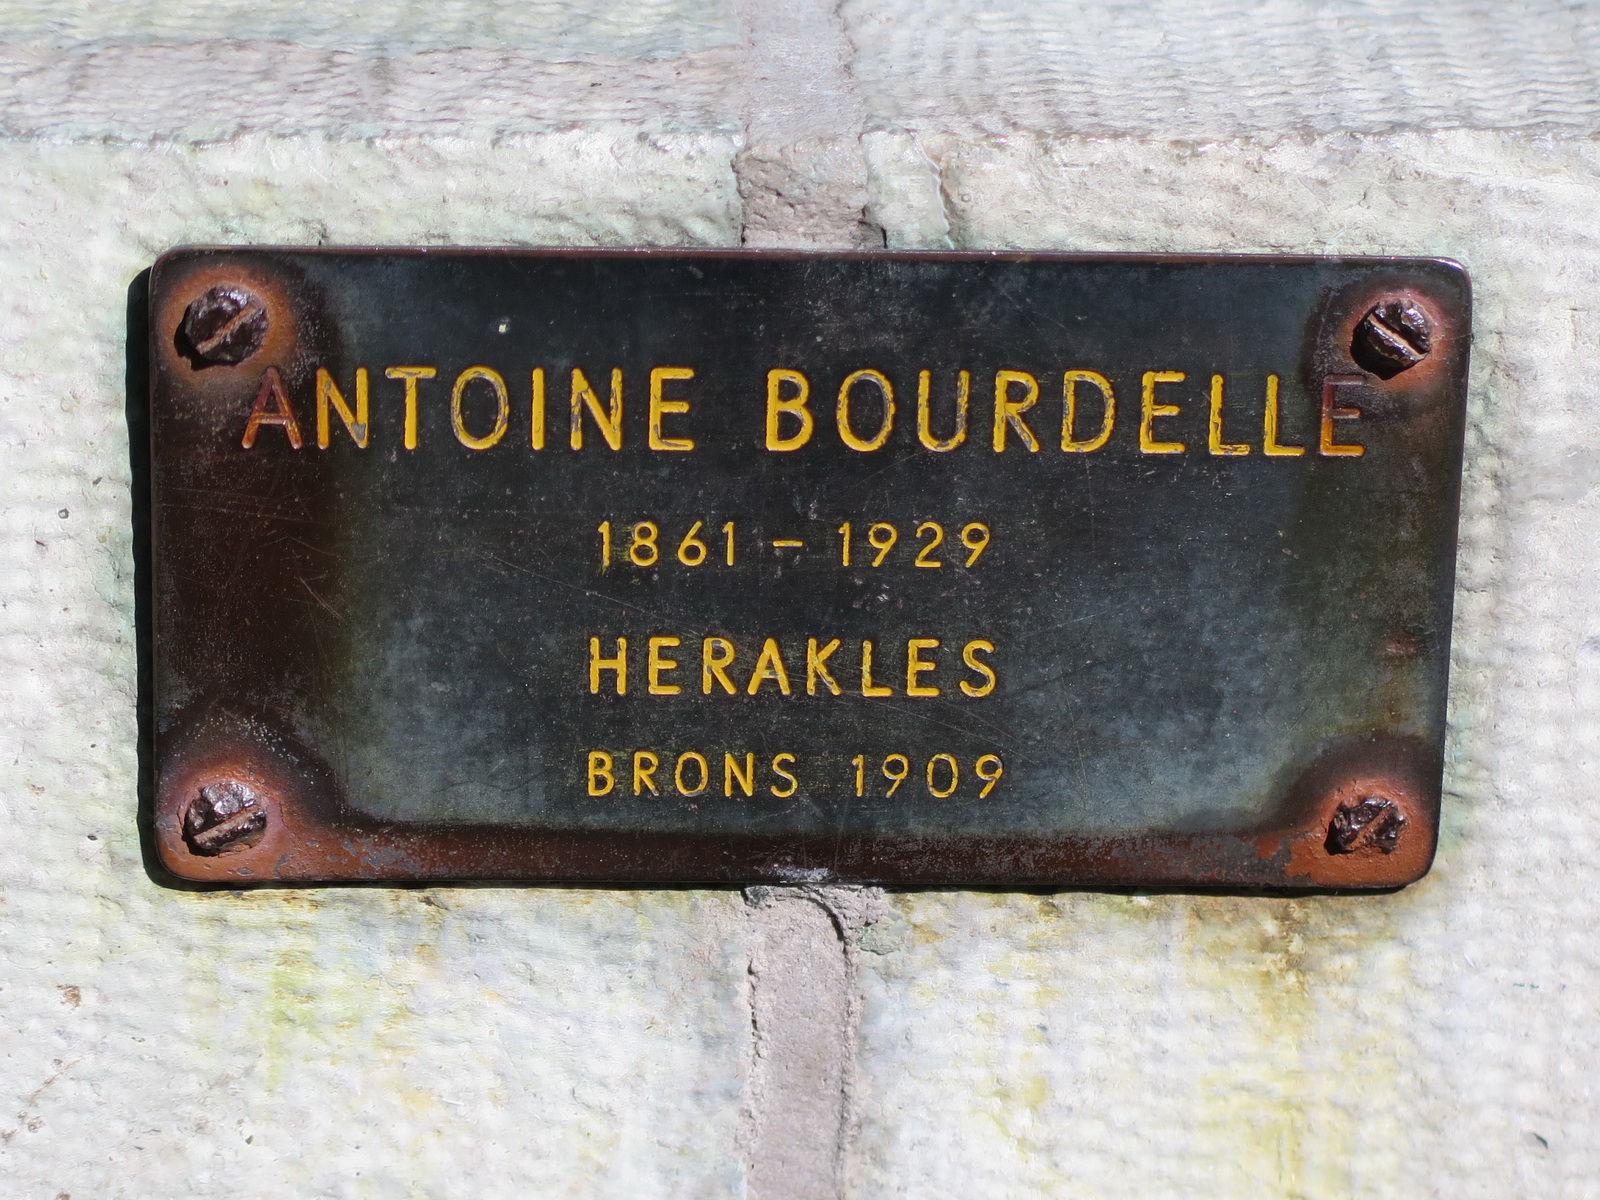 ANTOINE BOURDELLE
1861 – 1929
HERAKLES
BRONS 1909